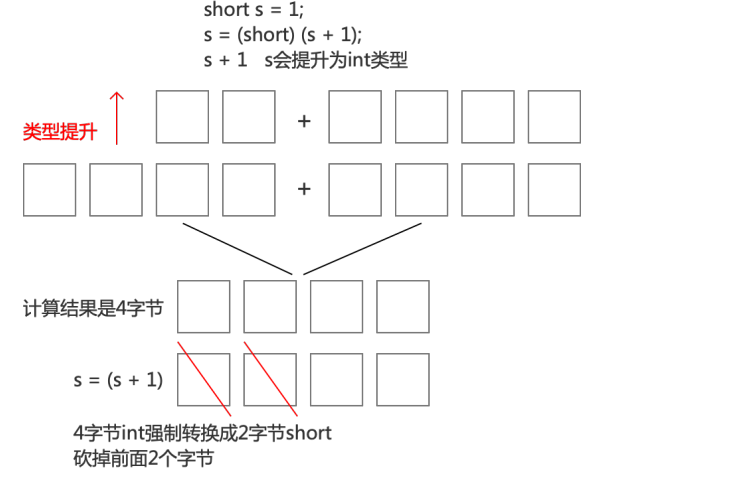 short s = 1;
s = (short) (s + 1);
s + 1 s会提升为int类型
+
类型提升
+
计算结果是4字节
s = (s + 1)
4字节int强制转换成2字节short
砍掉前面2个字节